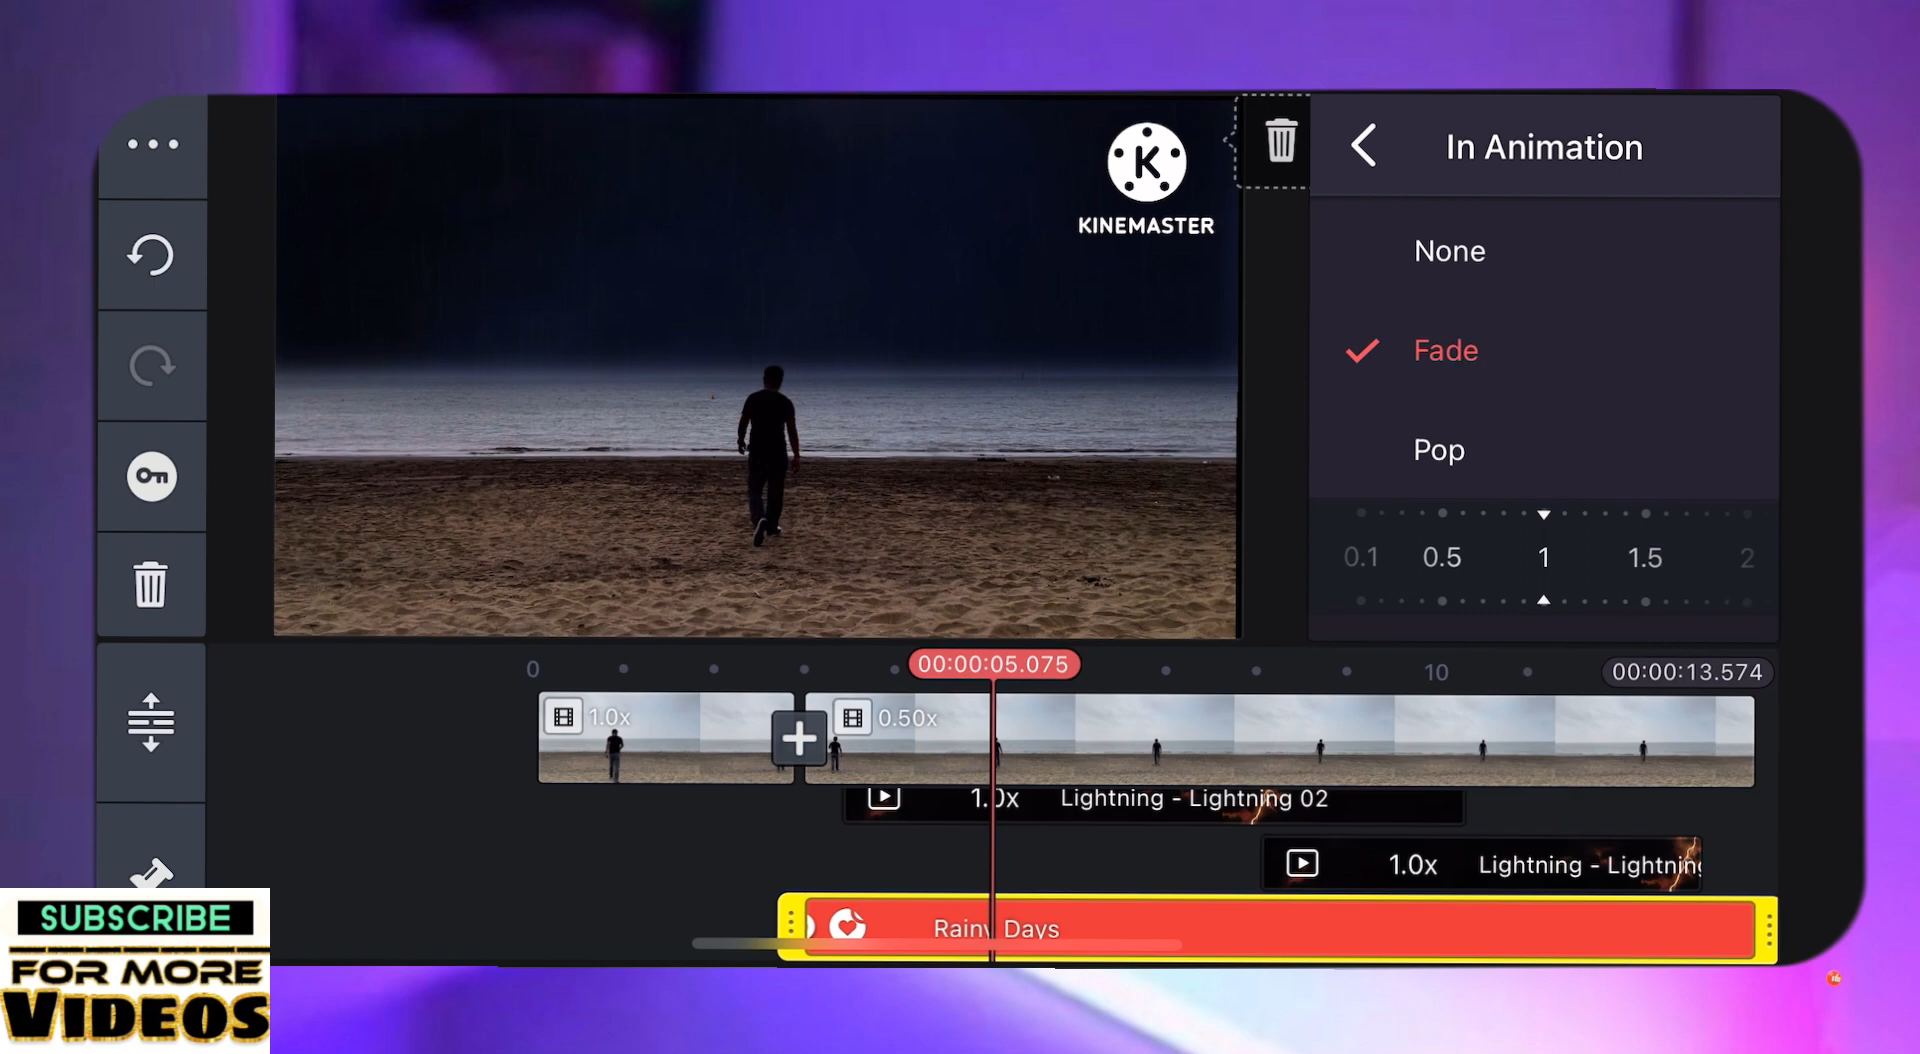 K
KINEMASTER
In Animation
None
Fade
Pop
0.1 0.5 1 1.5 2
0 00:00:05.075 10 00:00:13.574
1.0x 0.50x
1.0x Lightning - Lightning 02
1.0x Lightning - Lightning
Rainy Days
SUBSCRIBE
FOR MORE
VIDEOS